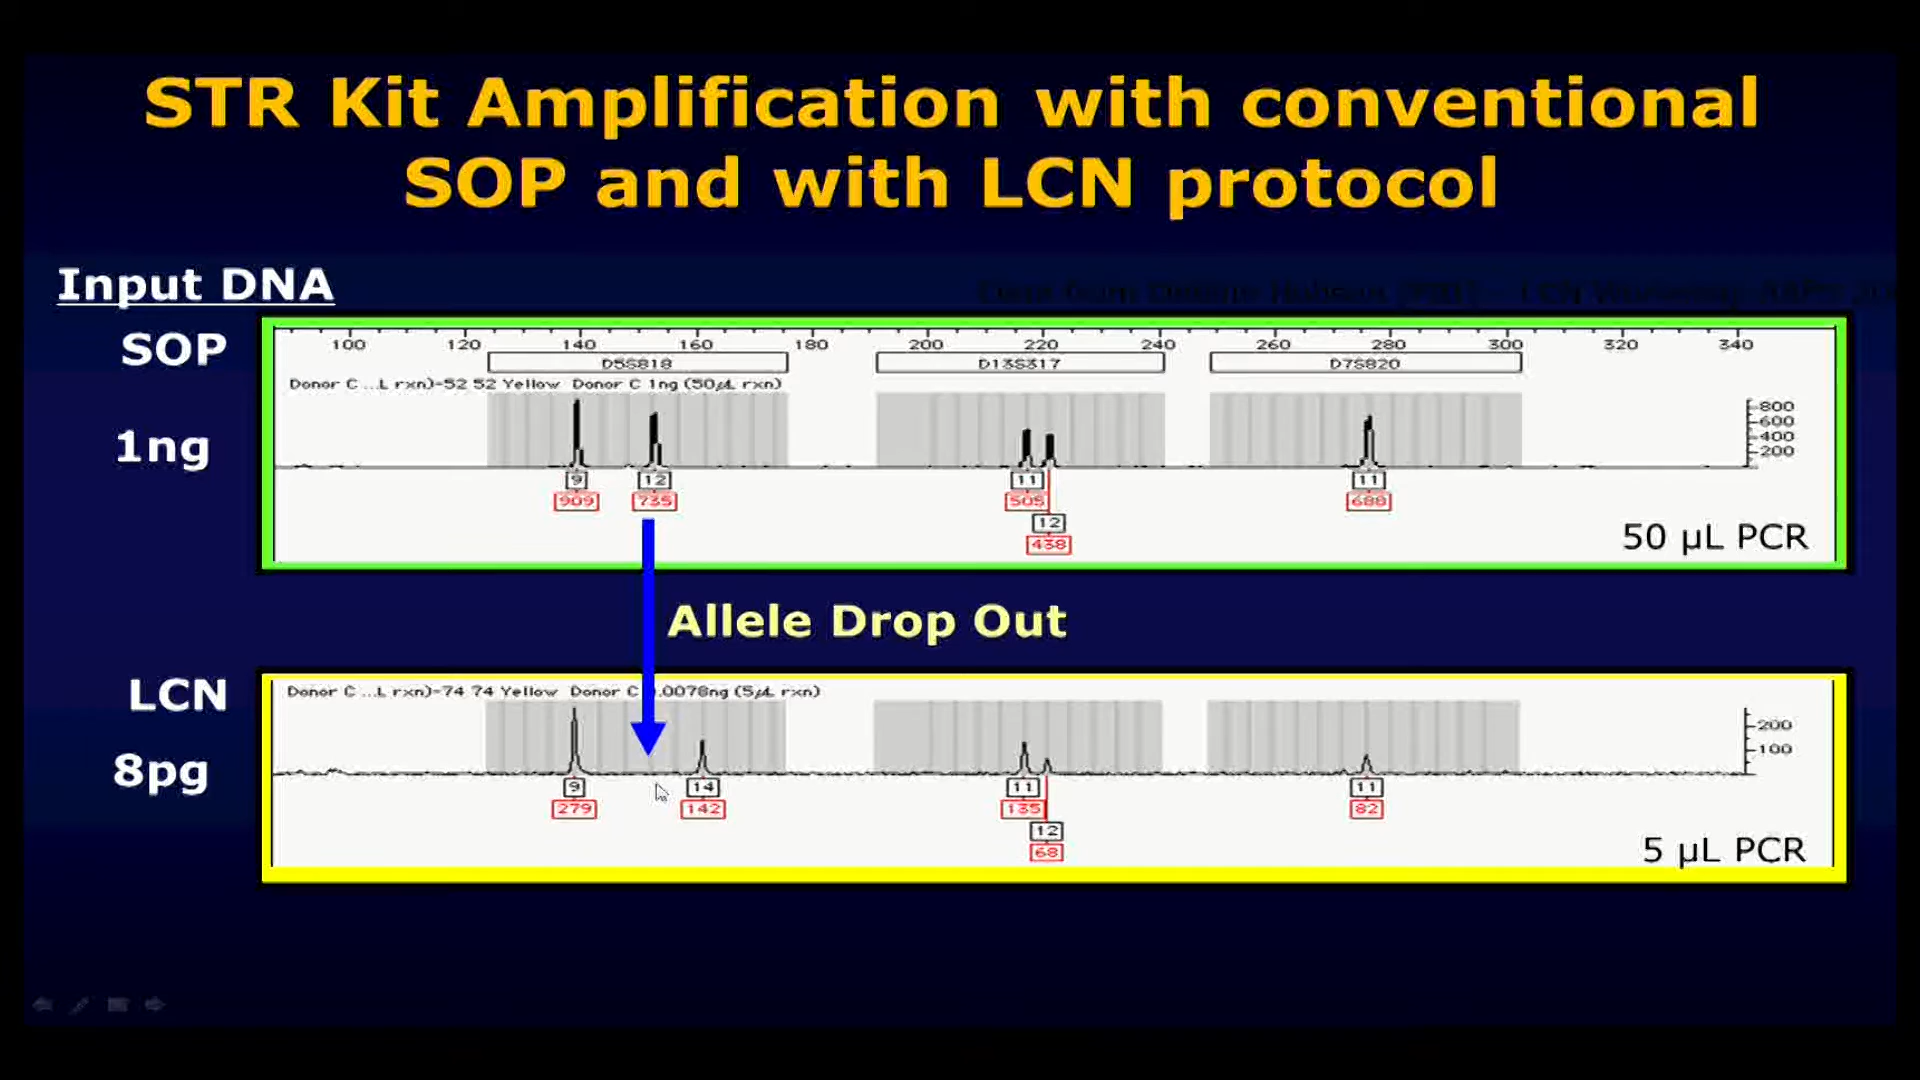 STR Kit Amplification with conventional
SOP and with LCN protocol
Input DNA
SOP
1ng
100 120 140 160 180 200 220 240 260 280 300 320 340
D5S818 D13S317 D7S820
Donor C ...L rxn)-52 52 Yellow Donor C 1ng (50µL rxn)
800
600
400
200
9 12 11 11
909 735 505 688
12
438
50 µL PCR
Allele Drop Out
LCN
8pg
Donor C ...L rxn)-74 74 Yellow Donor C .0078ng (5µL rxn)
200
100
9 14 11 11
279 142 135 82
12
68
5 µL PCR